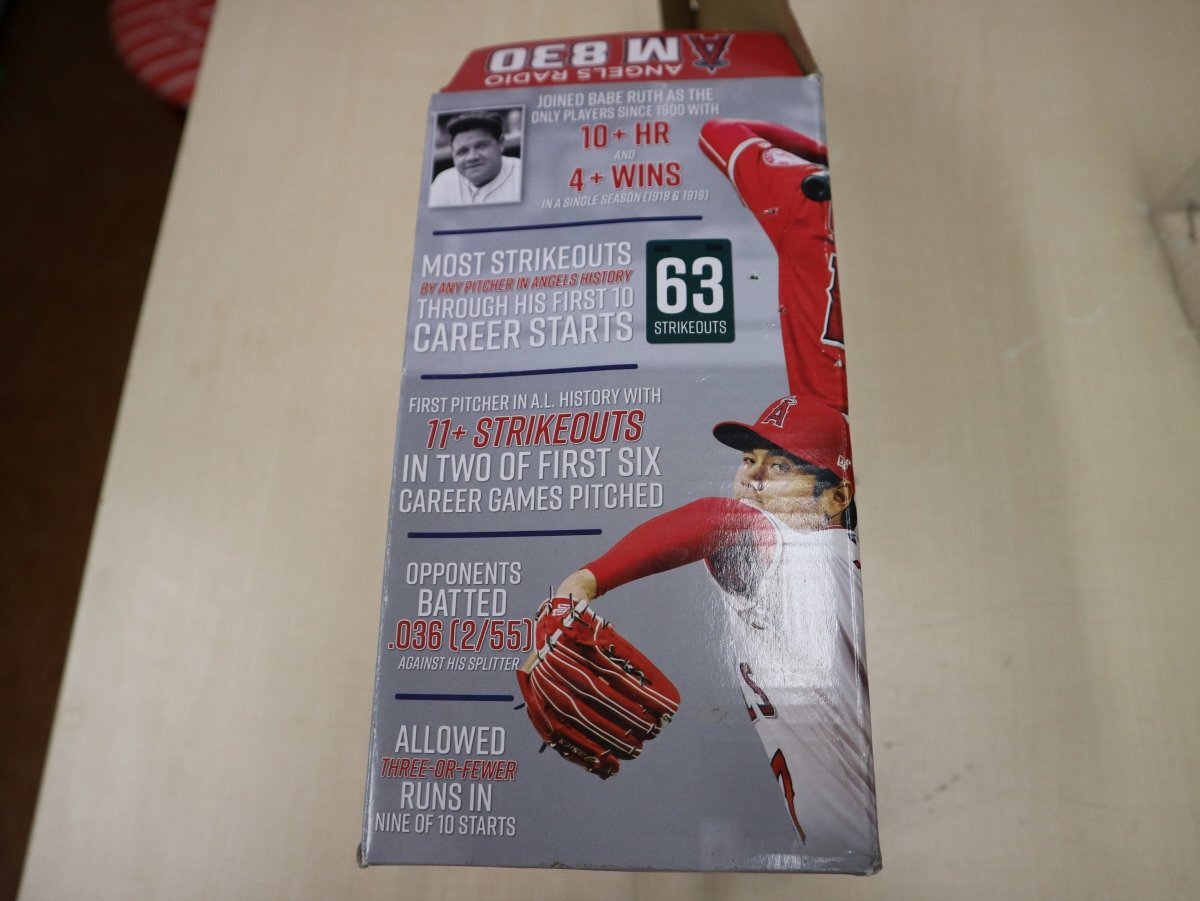 ANGELS RADIO
AM 830
JOINED BABE RUTH AS THE
ONLY PLAYERS SINCE 1900 WITH
10+ HR
AND
4+ WINS
IN A SINGLE SEASON (1918 & 1919)
MOST STRIKEOUTS
BY ANY PITCHER IN ANGELS HISTORY
THROUGH HIS FIRST 10
CAREER STARTS
63
STRIKEOUTS
FIRST PITCHER IN A.L. HISTORY WITH
11+ STRIKEOUTS
IN TWO OF FIRST SIX
CAREER GAMES PITCHED
OPPONENTS
BATTED
.036 (2/55)
AGAINST HIS SPLITTER
ALLOWED
THREE-OR-FEWER
RUNS IN
NINE OF 10 STARTS
A
asics